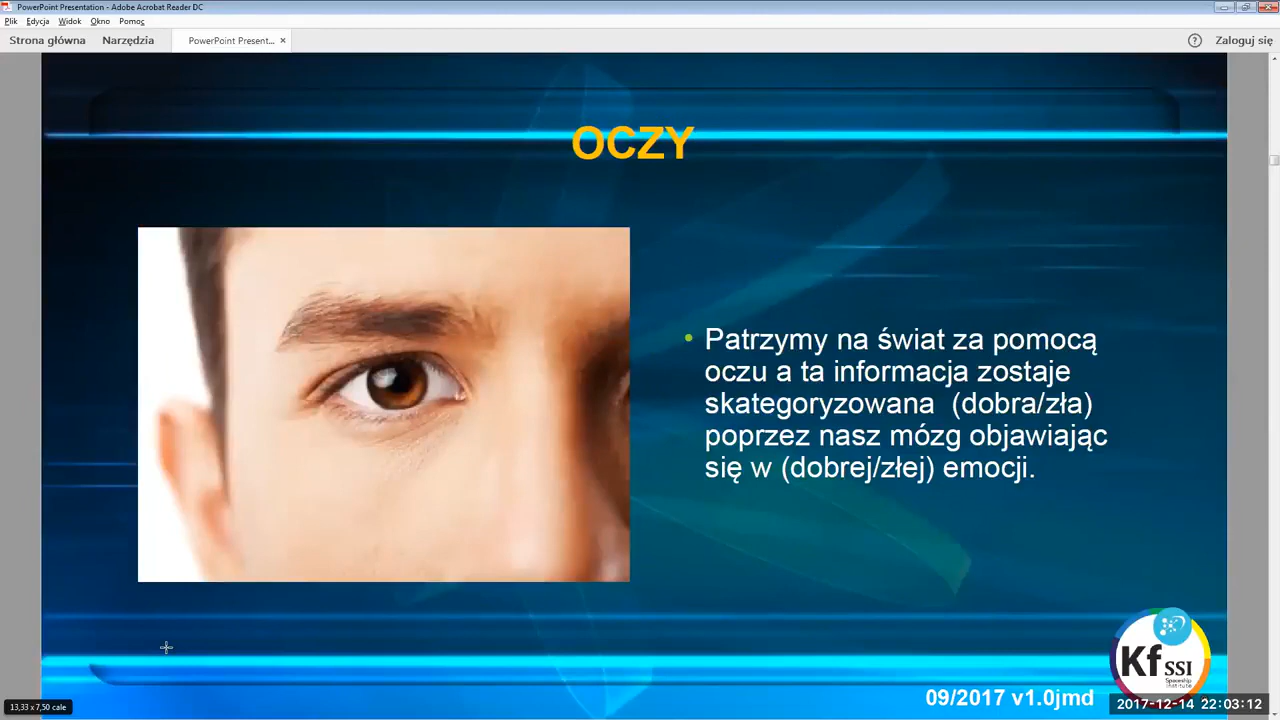 PowerPoint Presentation - Adobe Acrobat Reader DC
Plik Edycja Widok Okno Pomoc
Strona główna Narzędzia PowerPoint Present... × ? Zaloguj się
OCZY
• Patrzymy na świat za pomocą
oczu a ta informacja zostaje
skategoryzowana (dobra/zła)
poprzez nasz mózg objawiając
się w (dobrej/złej) emocji.
Kf SSI
Spaceship
Institute
09/2017 v1.0jmd
13,33 x 7,50 cale
2017-12-14 22:03:12